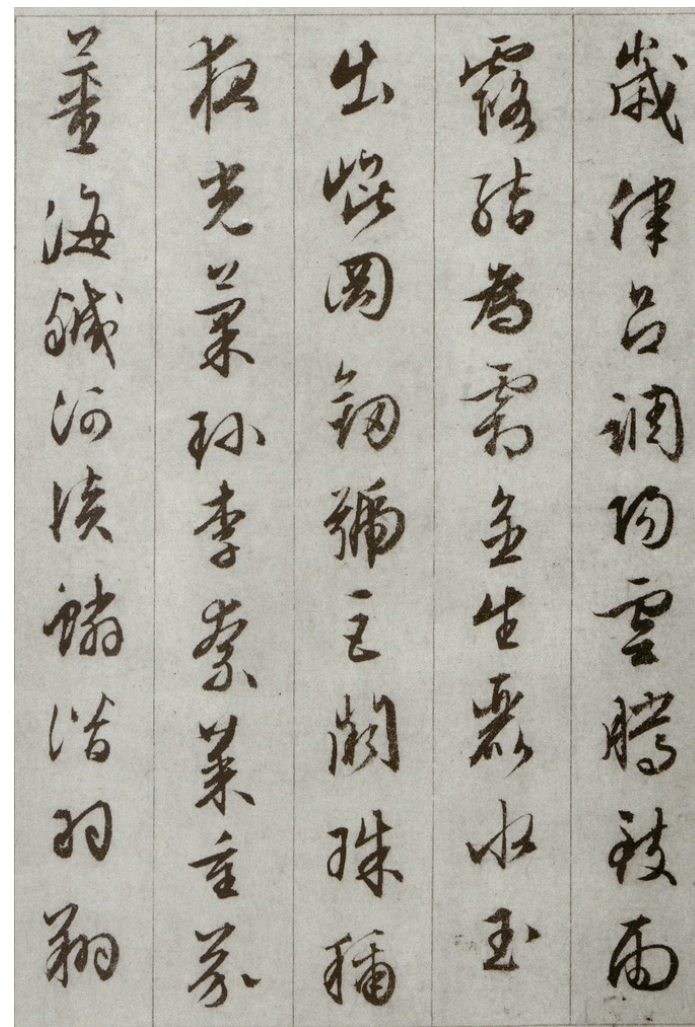 歲律呂調陽雲騰致雨
露結為霜金生麗水玉
出崐岡劍號巨闕珠稱
夜光菓珍李柰菜重芥
薑海鹹河淡鱗潛羽翔